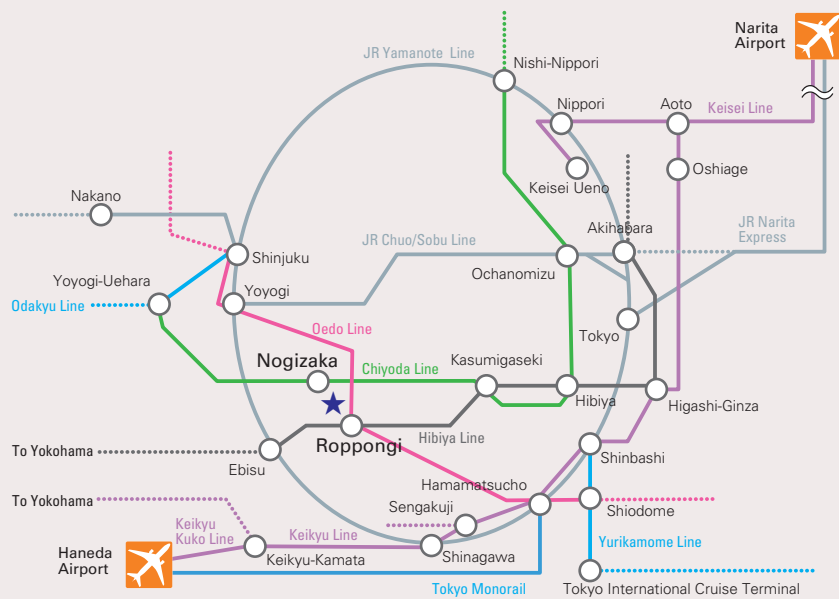 Narita
Airport
JR Yamanote Line
Nishi-Nippori
Nippori
Aoto
Keisei Line
Keisei Ueno
Oshiage
Nakano
Akihabara
JR Narita
Express
Shinjuku
JR Chuo/Sobu Line
Ochanomizu
Yoyogi-Uehara
Yoyogi
Odakyu Line
Oedo Line
Tokyo
Nogizaka
Chiyoda Line
Kasumigaseki
Hibiya
Higashi-Ginza
Roppongi
Hibiya Line
To Yokohama
Ebisu
Shinbashi
Hamamatsucho
To Yokohama
Sengakuji
Shiodome
Keikyu
Kuko Line
Keikyu Line
Haneda
Airport
Keikyu-Kamata
Shinagawa
Yurikamome Line
Tokyo Monorail
Tokyo International Cruise Terminal